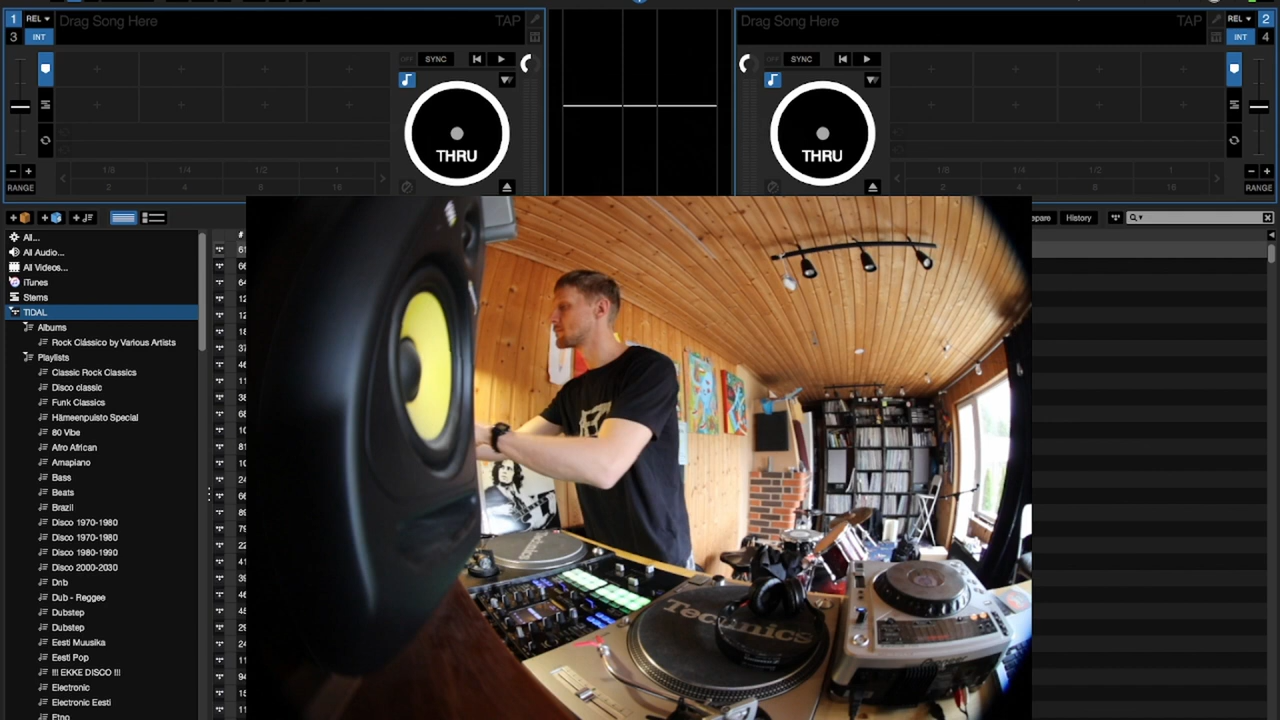 1 REL Drag Song Here TAP
3 INT
OFF SYNC
THRU
1/8 1/4 1/2 1
2 4 8 16
RANGE
Drag Song Here TAP REL 2
INT 4
OFF SYNC
THRU
1/8 1/4 1/2 1
2 4 8 16
RANGE
History
#
All...
All Audio...
All Videos...
iTunes
Stems
TIDAL
Albums
Rock Clássico by Various Artists
Playlists
Classic Rock Classics
Disco classic
Funk Classics
Hämeenpuisto Special
80 Vibe
Afro African
Amapiano
Bass
Beats
Brazil
Disco 1970-1980
Disco 1970-1980
Disco 1980-1990
Disco 2000-2030
Dnb
Dub - Reggae
Dubstep
Dubstep
Eesti Muusika
Eesti Pop
!!! EKKE DISCO !!!
Electronic
Electronic Eesti
Etno
Technics
Technics